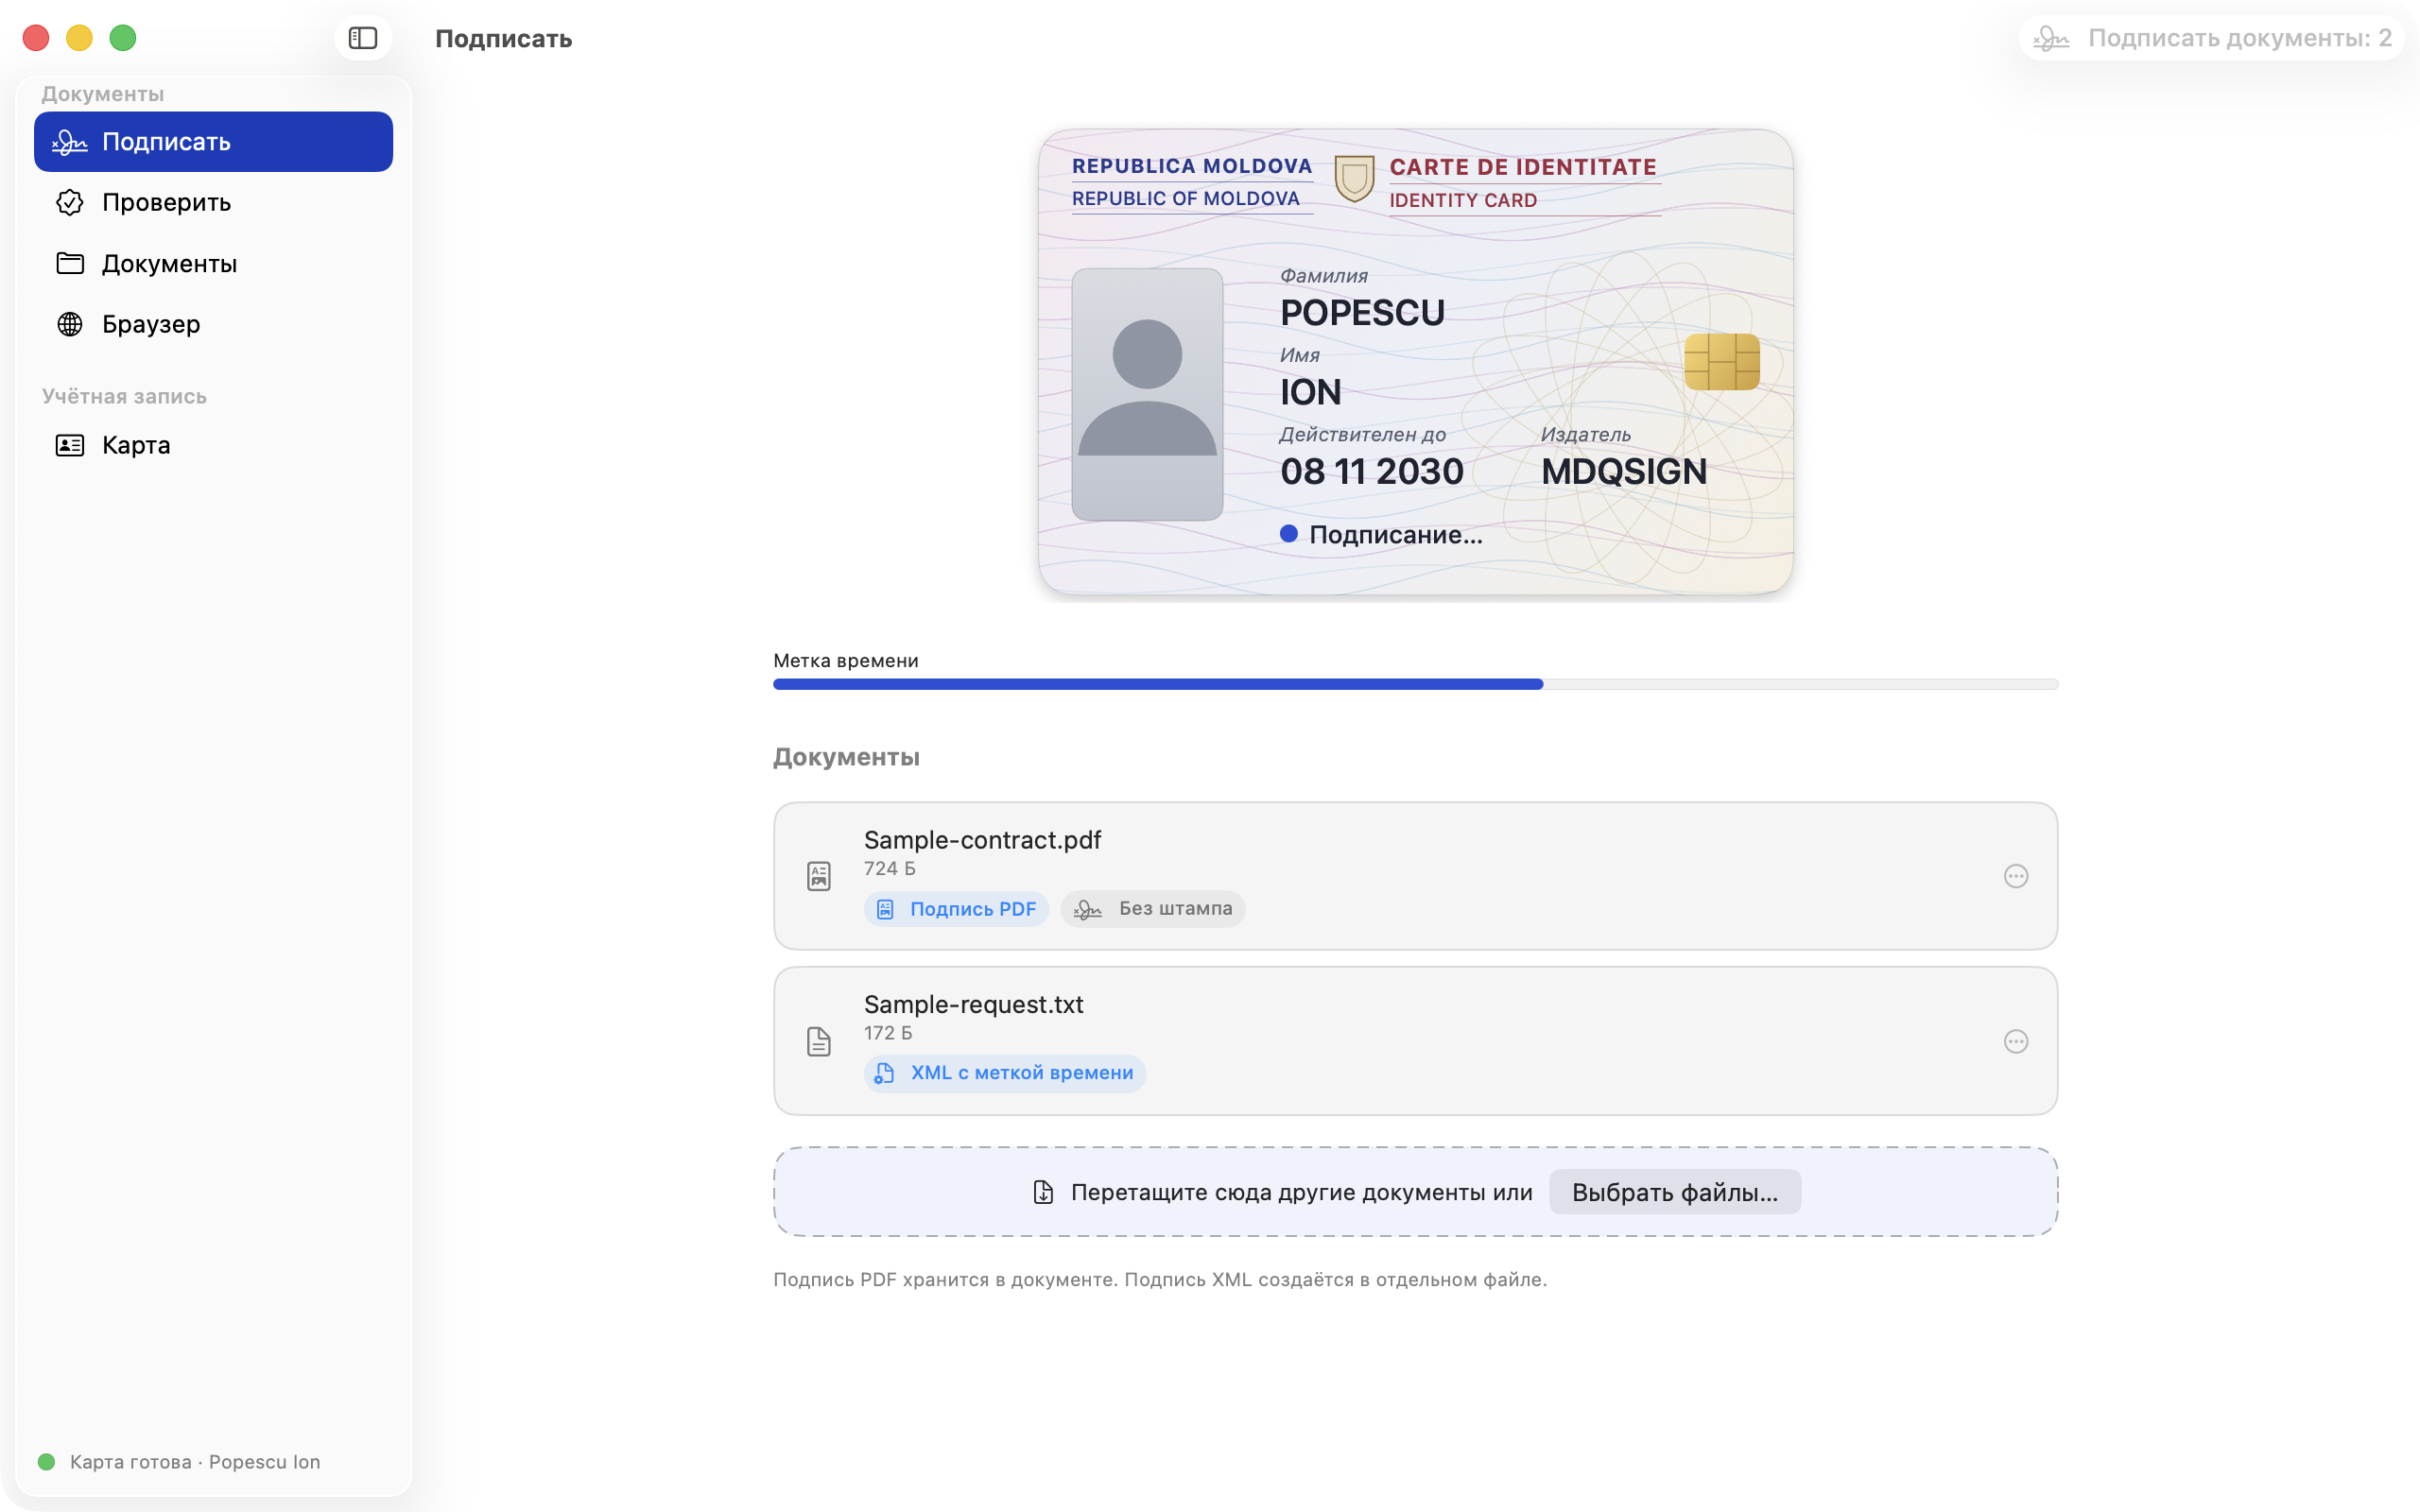 Подписать
Подписать документы: 2
Документы
Подписать
Проверить
Документы
Браузер
Учётная запись
Карта
Карта готова · Popescu Ion
REPUBLICA MOLDOVA
REPUBLIC OF MOLDOVA
CARTE DE IDENTITATE
IDENTITY CARD
Фамилия
POPESCU
Имя
ION
Действителен до
08 11 2030
Издатель
MDQSIGN
Подписание...
Метка времени
Документы
Sample-contract.pdf
724 Б
Подпись PDF
Без штампа
Sample-request.txt
172 Б
XML с меткой времени
Перетащите сюда другие документы или
Выбрать файлы...
Подпись PDF хранится в документе. Подпись XML создаётся в отдельном файле.